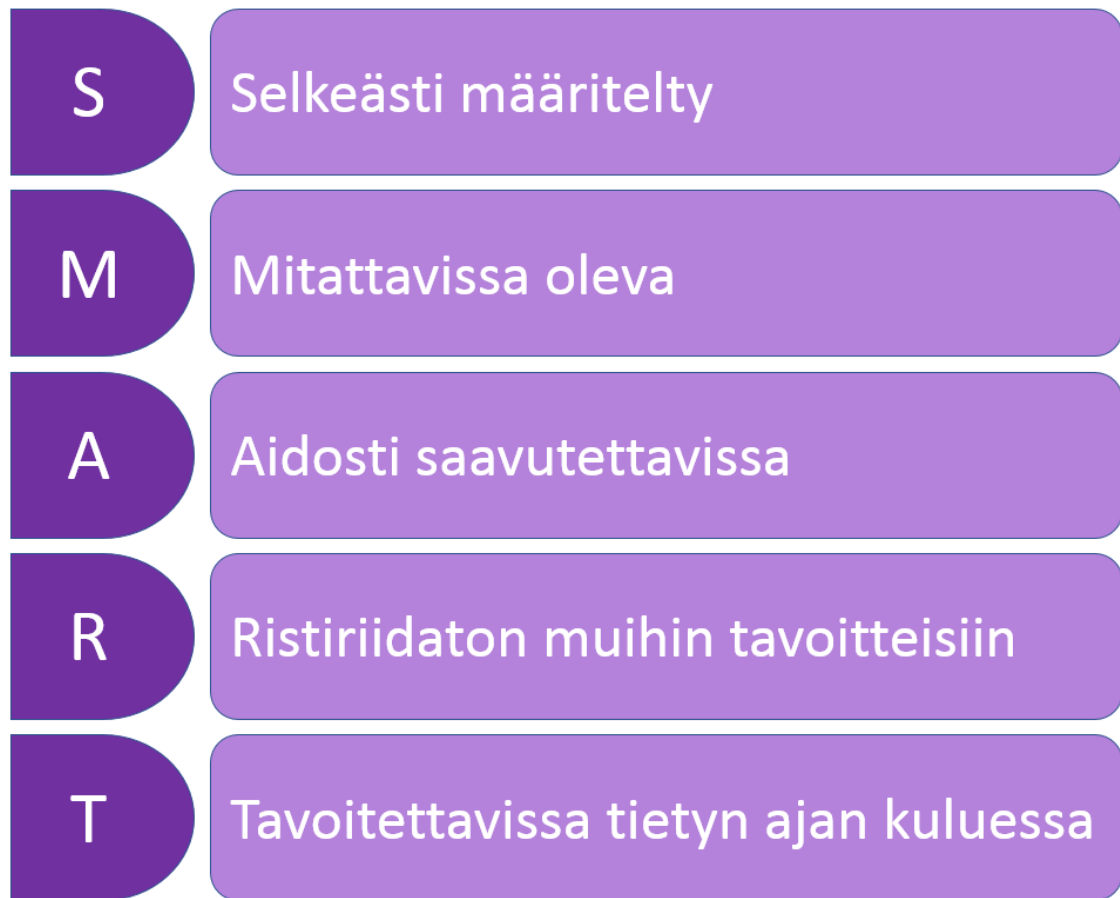 S
Selkeästi määritelty
M
Mitattavissa oleva
A
Aidosti saavutettavissa
R
Ristiriidaton muihin tavoitteisiin
T
Tavoitettavissa tietyn ajan kuluessa